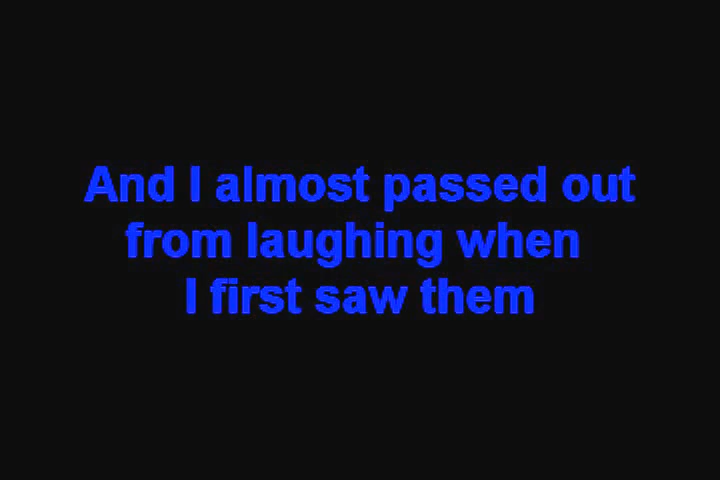 And I almost passed out
from laughing when
I first saw them